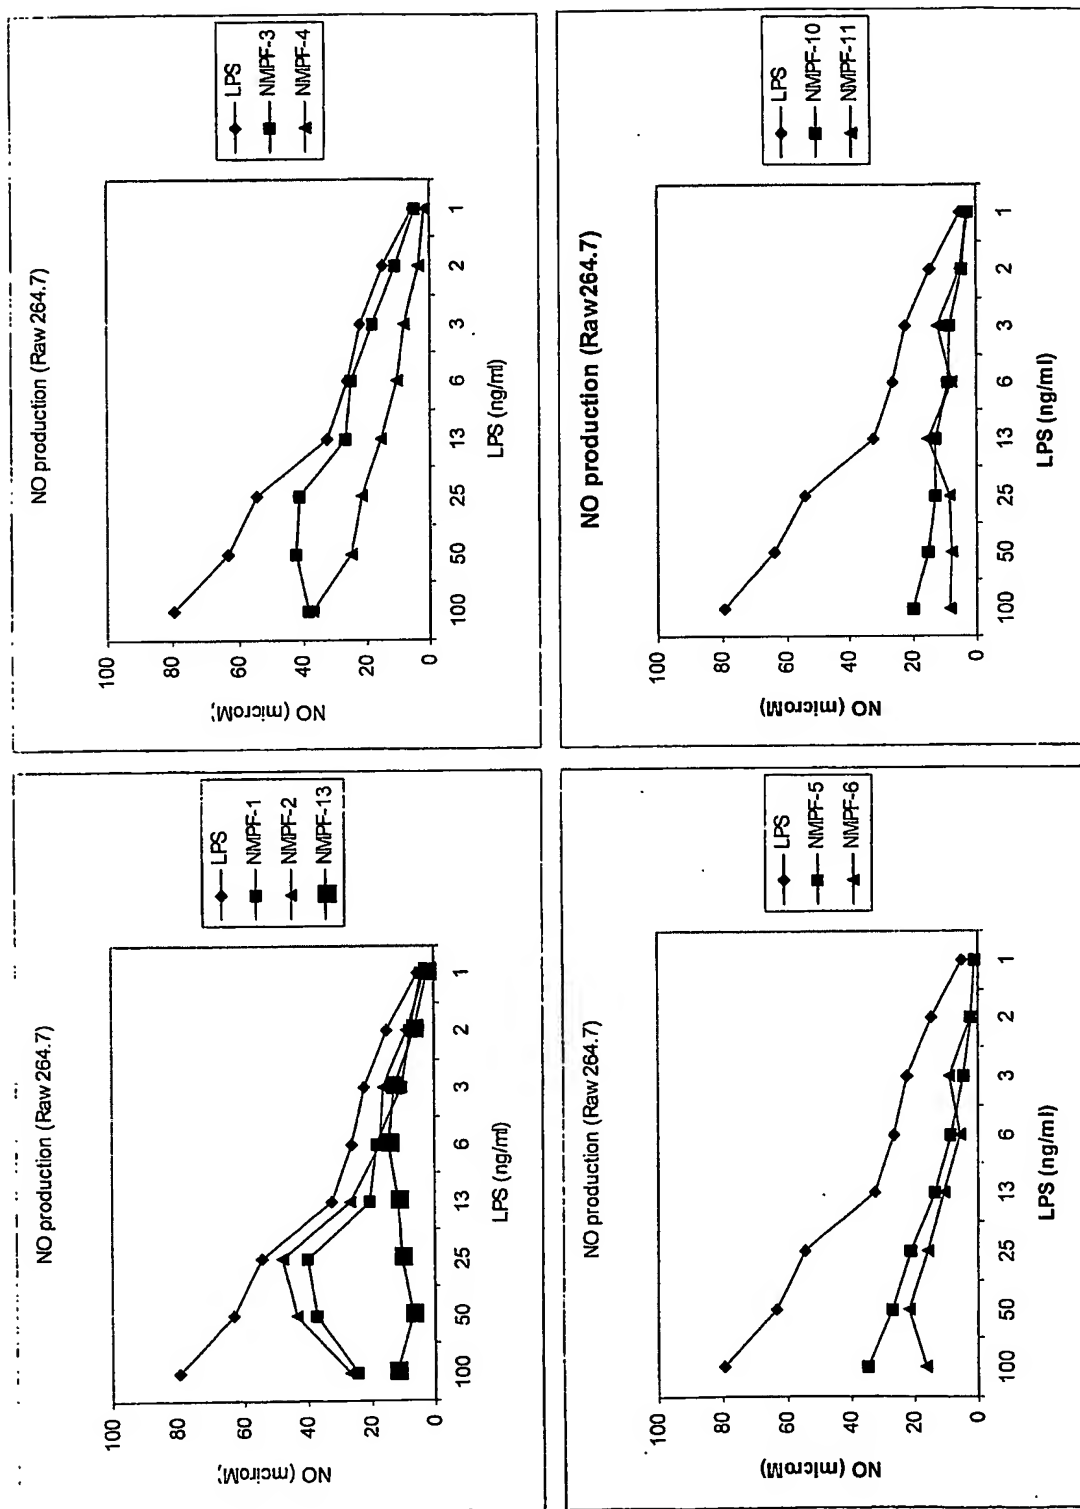 NO production (Raw 264.7)
NO (mciroM)
100
80
60
40
20
0
100
50
25
13
6
3
2
1
LPS (ng/ml)
LPS
NMPF-1
NMPF-2
NMPF-13
NO production (Raw 264.7)
NO (microM)
100
80
60
40
20
0
100
50
25
13
6
3
2
1
LPS (ng/ml)
LPS
NMPF-3
NMPF-4
NO production (Raw 264.7)
NO (microM)
100
80
60
40
20
0
100
50
25
13
6
3
2
1
LPS (ng/ml)
LPS
NMPF-5
NMPF-6
NO production (Raw264.7)
NO (microM)
100
80
60
40
20
0
100
50
25
13
6
3
2
1
LPS (ng/ml)
LPS
NMPF-10
NMPF-11